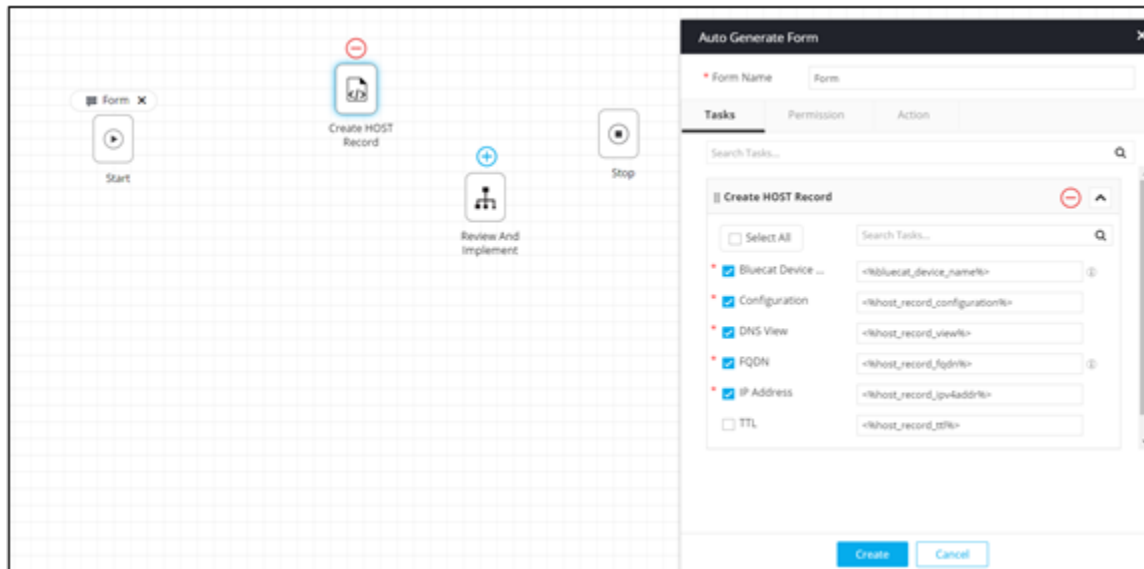 Form X
Start
Create HOST
Record
Review And
Implement
Stop
Auto Generate Form
* Form Name Form
Tasks Permission Action
Search Tasks...
Create HOST Record
Select All Search Tasks...
* Bluecat Device ... <%bluecat_device_name%>
* Configuration <%host_record_configuration%>
* DNS View <%host_record_view%>
* FQDN <%host_record_fqdn%>
* IP Address <%host_record_ipv4addr%>
TTL <%host_record_ttl%>
Create Cancel